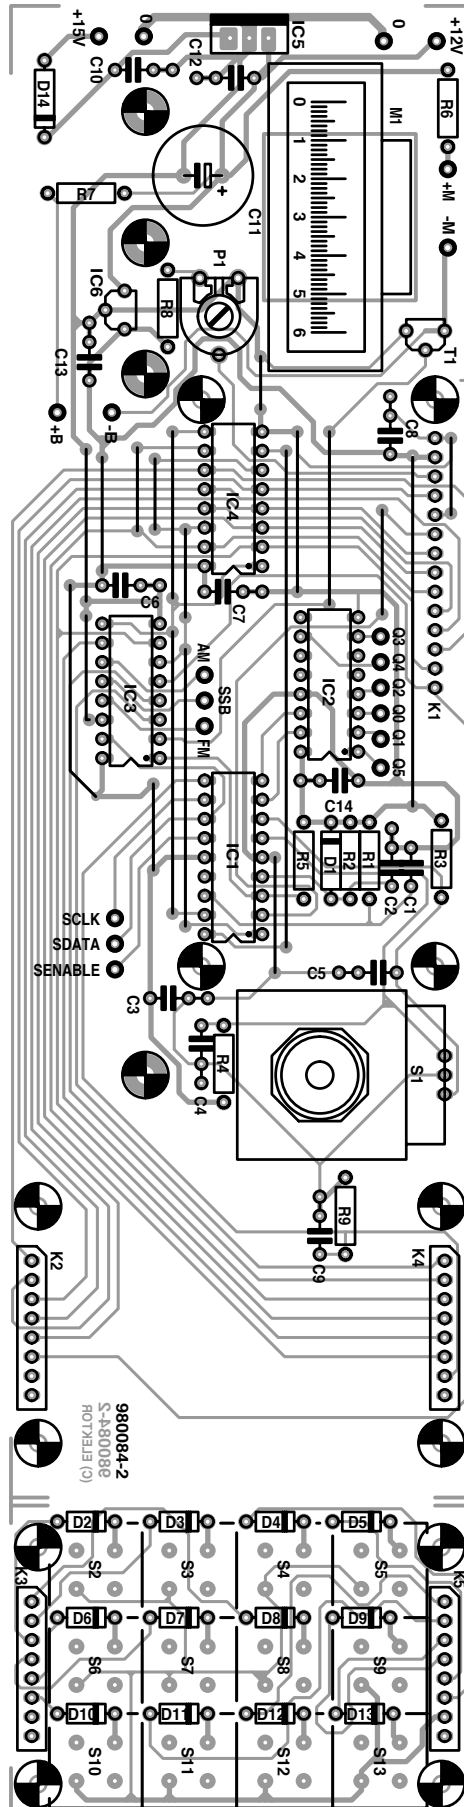 +15V
0
0
+12V
IC5
C10
C12
D14
M1
R6
0
1
2
3
4
5
6
+M
-M
R7
+
C11
P1
IC6
R8
T1
C13
+B
-B
C8
IC4
K1
C6
C7
IC3
AM
SSB
FM
IC2
Q3
Q4
Q2
Q0
Q1
Q5
C14
IC1
R5
D1
R2
R1
C2
C1
R3
SCLK
SDATA
SENABLE
C3
C5
R4
C4
S1
R9
C9
K2
K4
980084-2
980084-2
(C) ELEKTOR
K3
K5
D2
D3
D4
D5
S2
S3
S4
S5
D6
D7
D8
D9
S6
S7
S8
S9
D10
D11
D12
D13
S10
S11
S12
S13